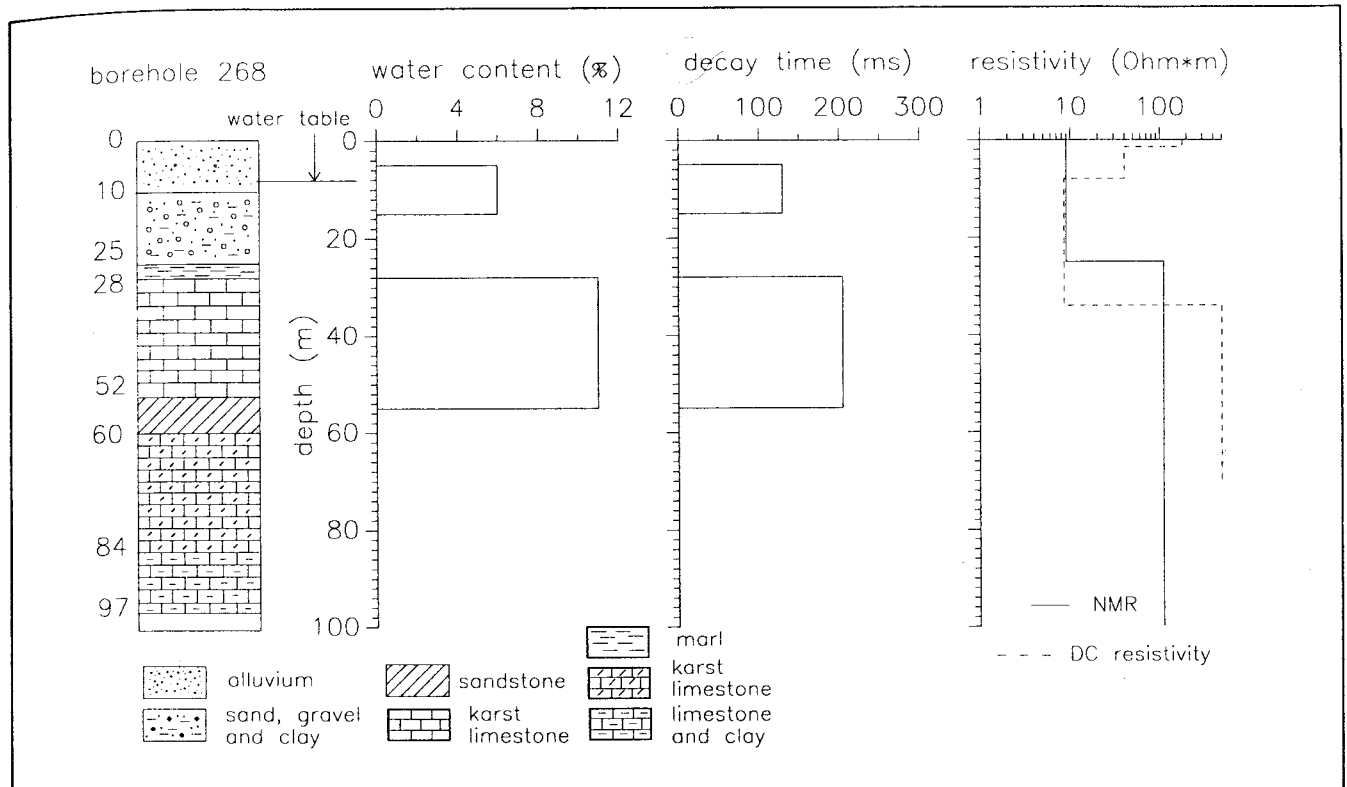 borehole 268
water content (%)
decay time (ms)
resistivity (Ohm*m)
0 4 8 12
0 100 200 300
1 10 100
water table
0
10
25
28
52
60
84
97
depth (m)
0
20
40
60
80
100
NMR
DC resistivity
alluvium
sand, gravel
and clay
sandstone
karst
limestone
marl
karst
limestone
limestone
and clay